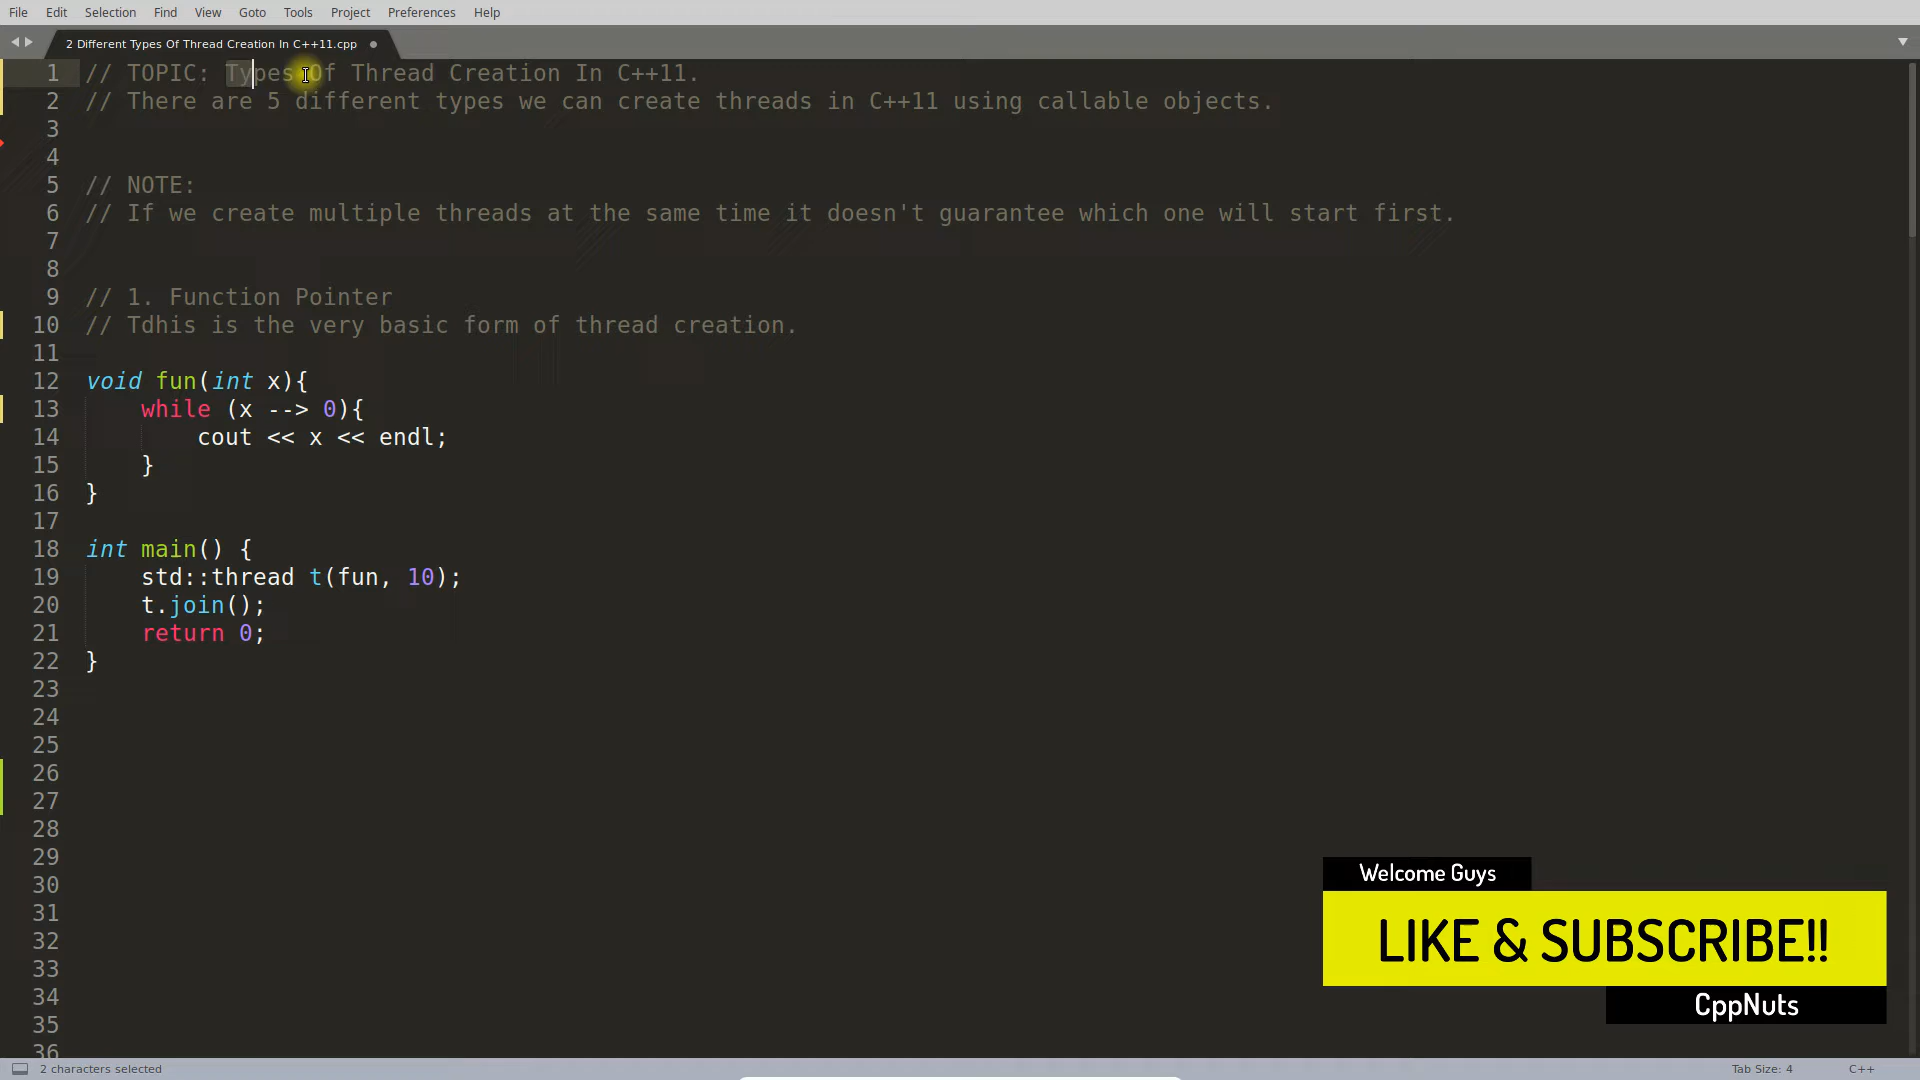 File Edit Selection Find View Goto Tools Project Preferences Help
2 Different Types Of Thread Creation In C++11.cpp
1 // TOPIC: Types Of Thread Creation In C++11.
2 // There are 5 different types we can create threads in C++11 using callable objects.
3
4
5 // NOTE:
6 // If we create multiple threads at the same time it doesn't guarantee which one will start first.
7
8
9 // 1. Function Pointer
10 // Tdhis is the very basic form of thread creation.
11
12 void fun(int x){
13 while (x --> 0){
14 cout << x << endl;
15 }
16 }
17
18 int main() {
19 std::thread t(fun, 10);
20 t.join();
21 return 0;
22 }
23
24
25
26
27
28
29
30
31
32
33
34
35
36
Welcome Guys
LIKE & SUBSCRIBE!!
CppNuts
2 characters selected Tab Size: 4 C++